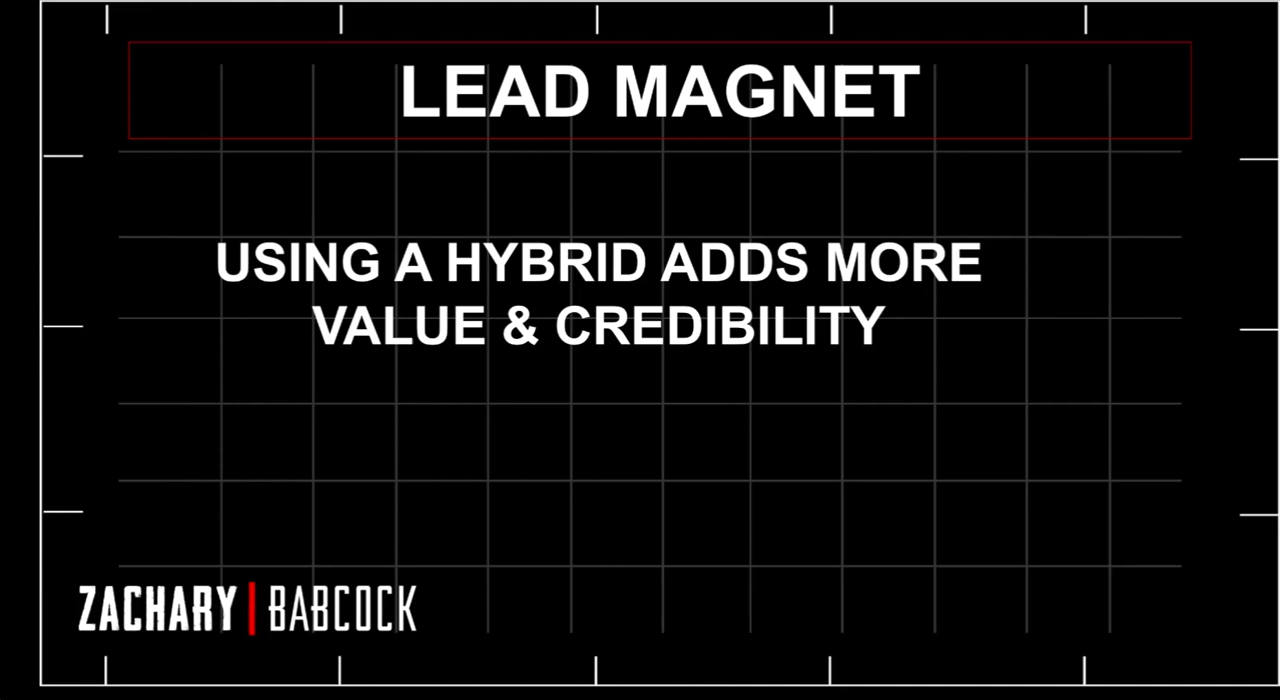 LEAD MAGNET
USING A HYBRID ADDS MORE
VALUE & CREDIBILITY
ZACHARY | BABCOCK